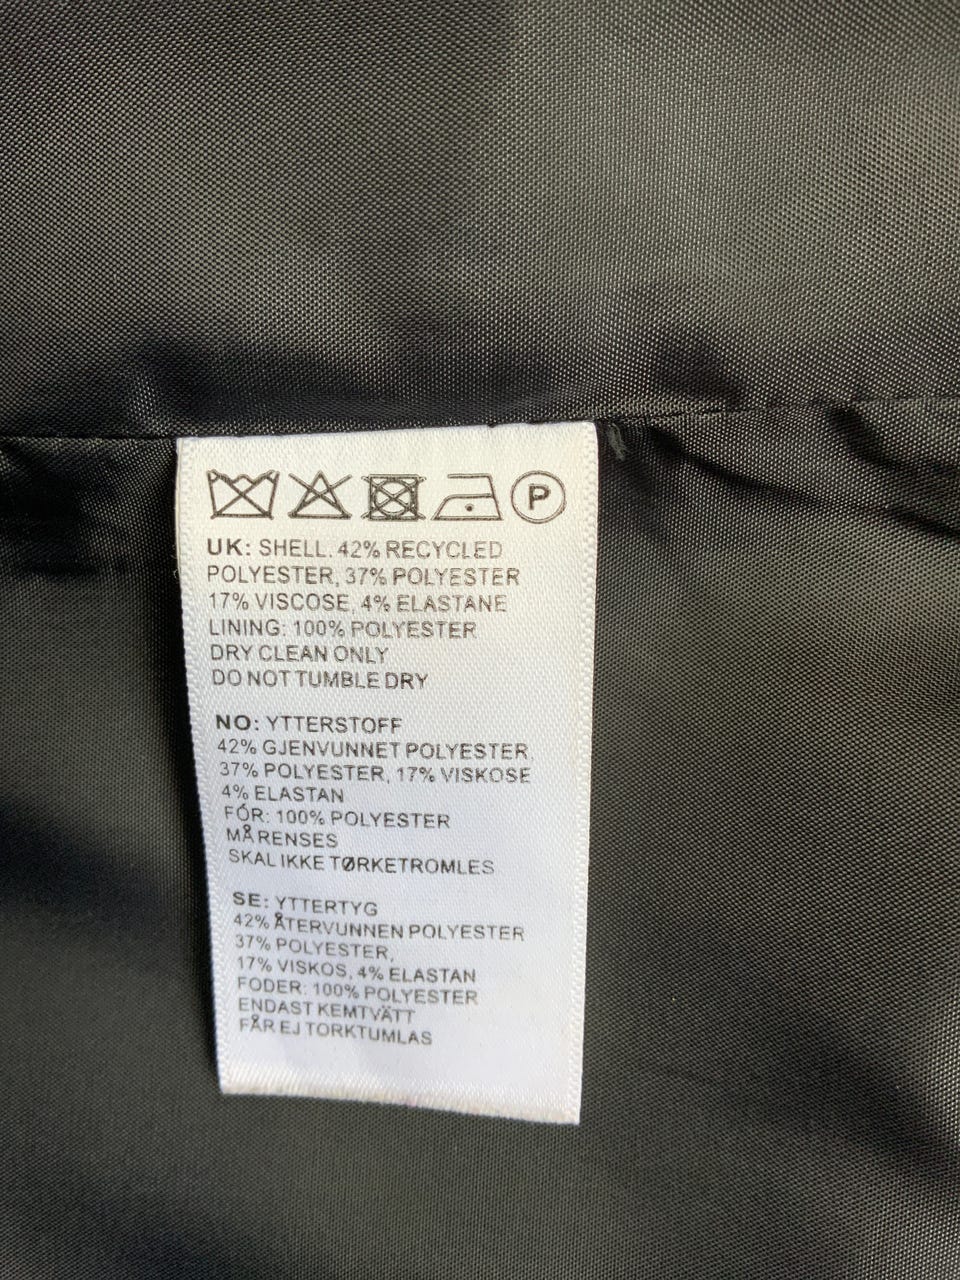 P
UK: SHELL. 42% RECYCLED
POLYESTER, 37% POLYESTER
17% VISCOSE, 4% ELASTANE
LINING: 100% POLYESTER
DRY CLEAN ONLY
DO NOT TUMBLE DRY
NO: YTTERSTOFF
42% GJENVUNNET POLYESTER,
37% POLYESTER, 17% VISKOSE
4% ELASTAN
FÓR: 100% POLYESTER
MÅ RENSES
SKAL IKKE TØRKETROMLES
SE: YTTERTYG
42% ÅTERVUNNEN POLYESTER
37% POLYESTER,
17% VISKOS, 4% ELASTAN
FODER: 100% POLYESTER
ENDAST KEMTVÄTT
FÅR EJ TORKTUMLAS